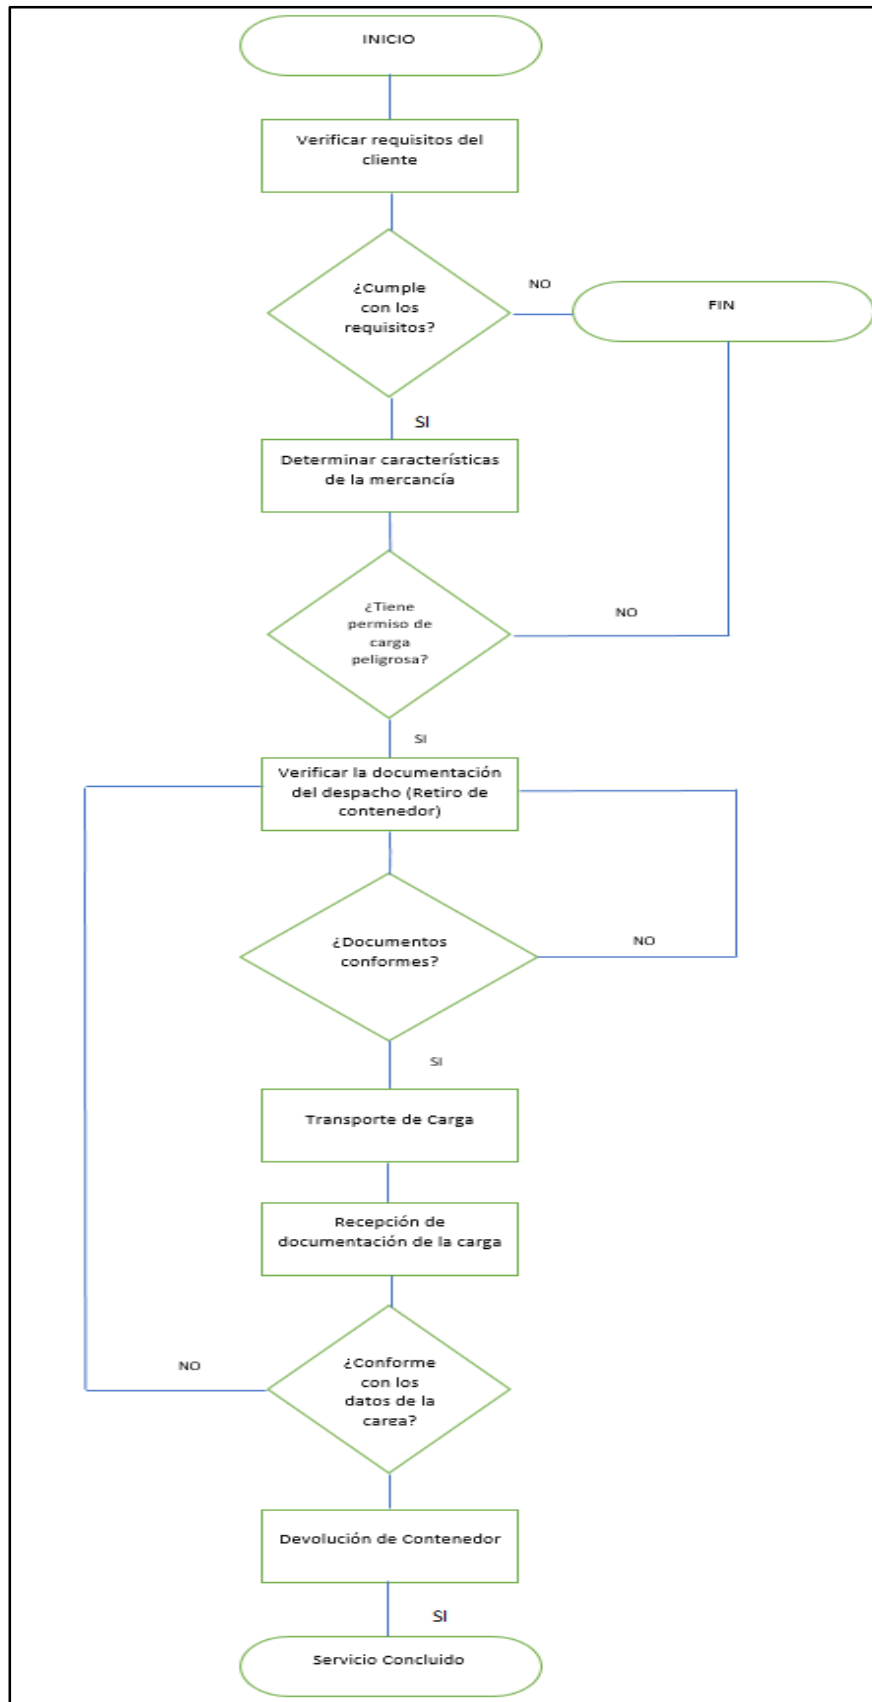 INICIO
Verificar requisitos del
cliente
¿Cumple
con los
requisitos?
NO
FIN
SI
Determinar características
de la mercancía
¿Tiene
permiso de
carga
peligrosa?
NO
SI
Verificar la documentación
del despacho (Retiro de
contenedor)
¿Documentos
conformes?
NO
SI
Transporte de Carga
Recepción de
documentación de la carga
¿Conforme
con los
datos de la
carga?
NO
Devolución de Contenedor
SI
Servicio Concluido